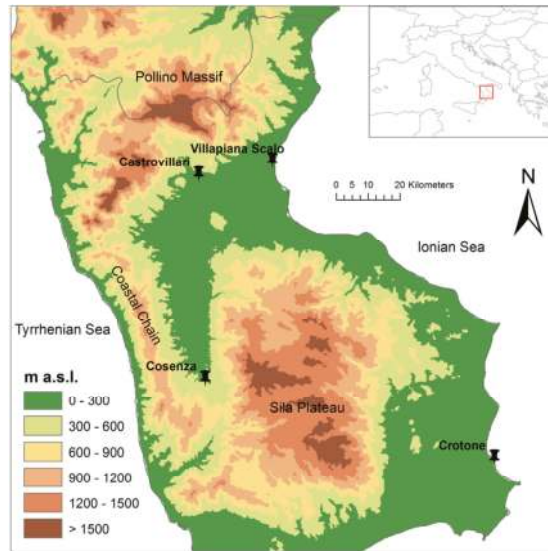 Pollino Massif
Villapiana Scalo
Castrovillari
N
0 5 10 20 Kilometers
Ionian Sea
Coastal Chain
Tyrrhenian Sea
Cosenza
m a.s.l.
0 - 300
300 - 600
600 - 900
900 - 1200
1200 - 1500
> 1500
Sila Plateau
Crotone